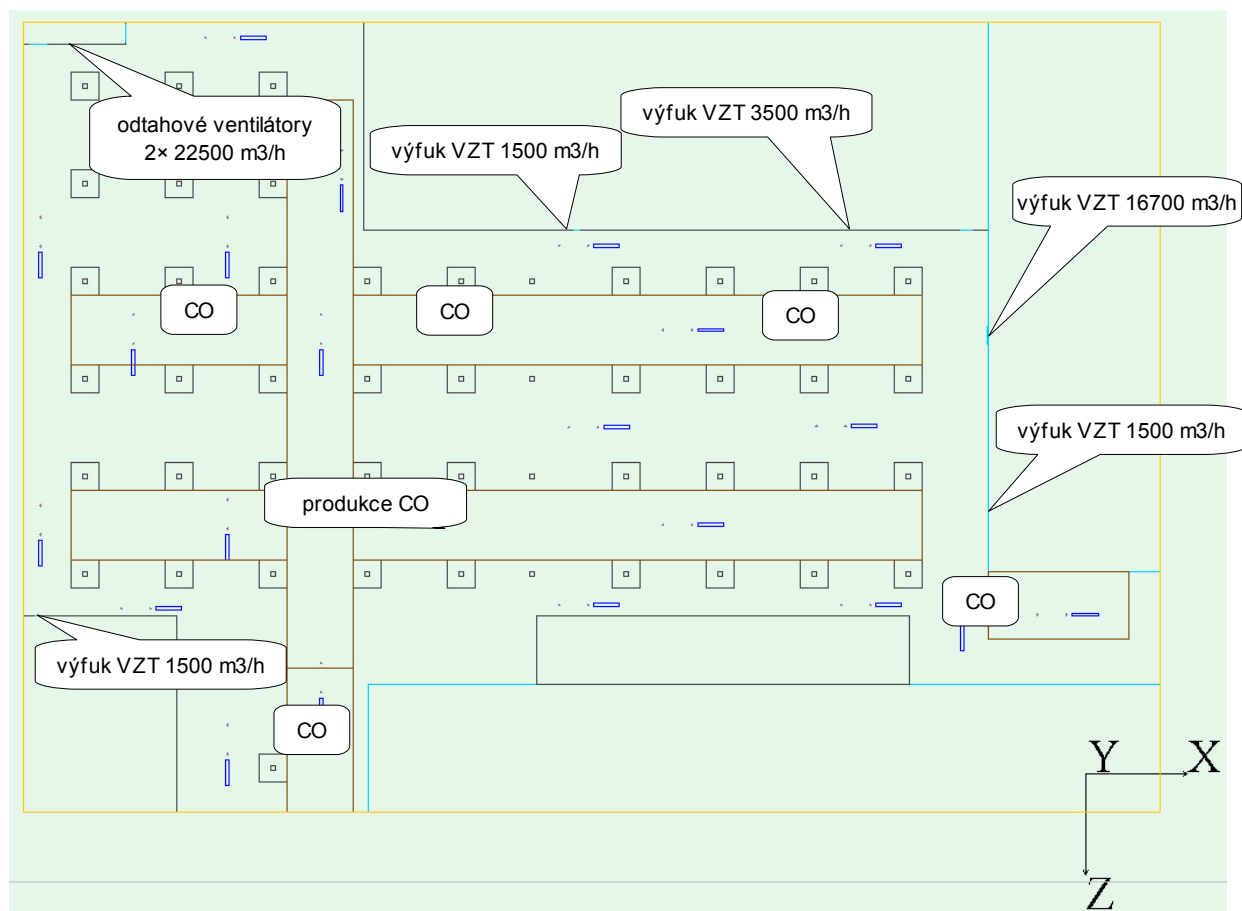 odtahové ventilátory
2× 22500 m3/h
výfuk VZT 1500 m3/h
výfuk VZT 3500 m3/h
výfuk VZT 16700 m3/h
CO
CO
CO
výfuk VZT 1500 m3/h
produkce CO
CO
výfuk VZT 1500 m3/h
CO
Y
X
Z